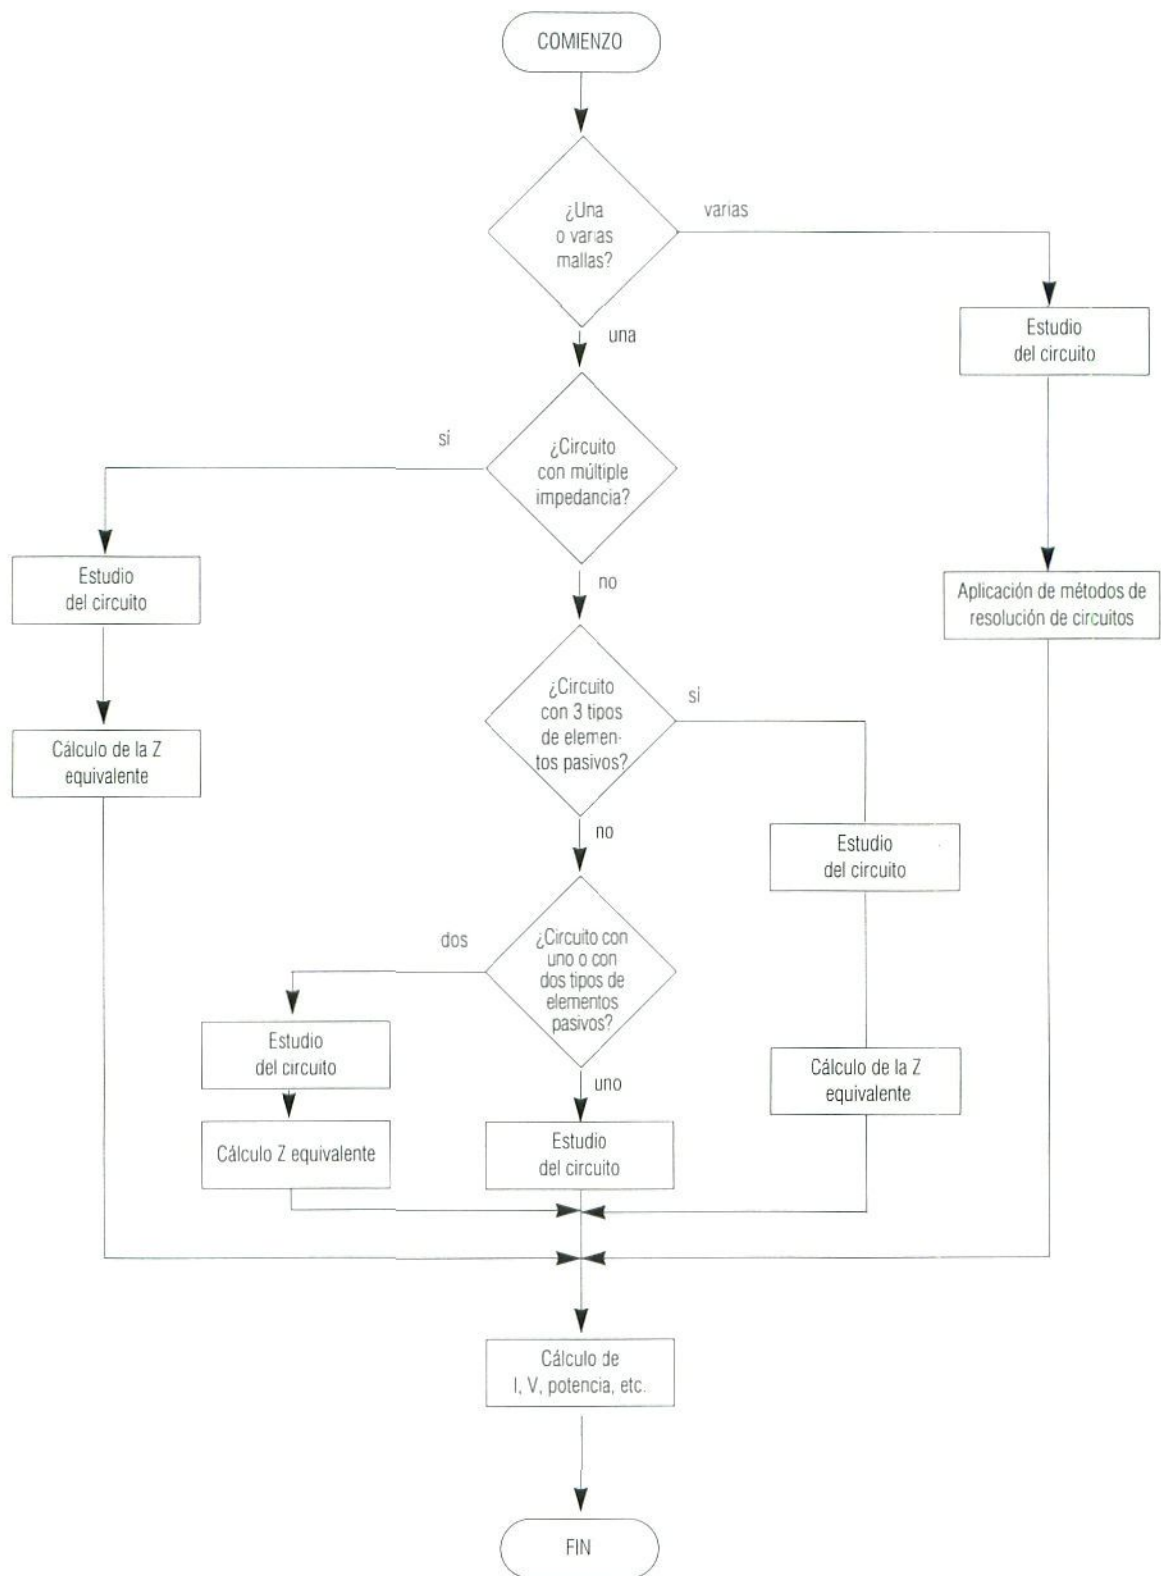 COMIENZO
¿Una
o varias
mallas?
varias
una
Estudio
del circuito
¿Circuito
con múltiple
impedancia?
sí
no
Estudio
del circuito
Aplicación de métodos de
resolución de circuitos
¿Circuito
con 3 tipos
de elemen-
tos pasivos?
sí
no
Cálculo de la Z
equivalente
Estudio
del circuito
¿Circuito con
uno o con
dos tipos de
elementos
pasivos?
dos
uno
Estudio
del circuito
Cálculo de la Z
equivalente
Cálculo Z equivalente
Estudio
del circuito
Cálculo de
I, V, potencia, etc.
FIN